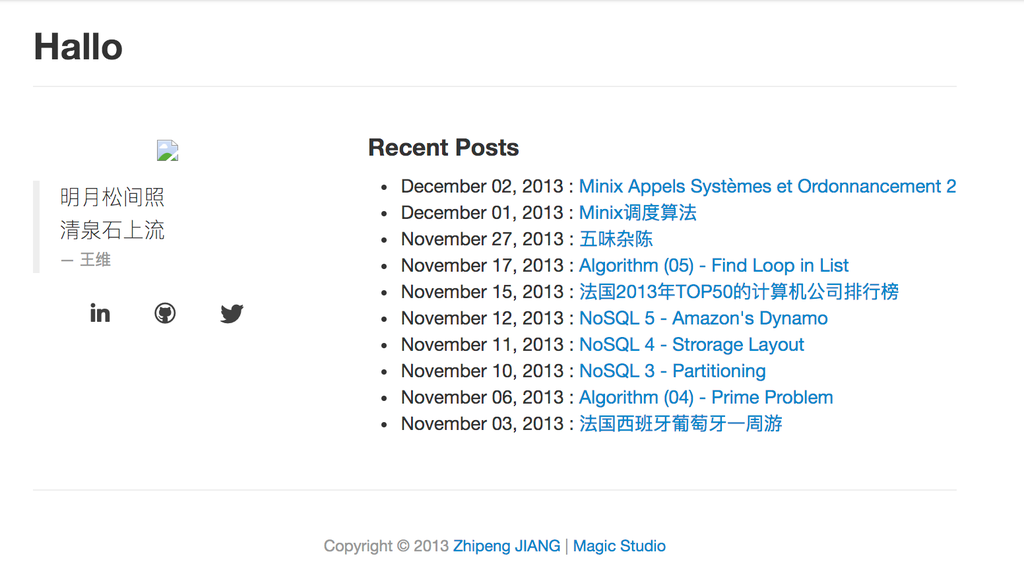 Hallo
明月松间照
清泉石上流
— 王维
in
Recent Posts
December 02, 2013 : Minix Appels Systèmes et Ordonnancement 2
December 01, 2013 : Minix调度算法
November 27, 2013 : 五味杂陈
November 17, 2013 : Algorithm (05) - Find Loop in List
November 15, 2013 : 法国2013年TOP50的计算机公司排行榜
November 12, 2013 : NoSQL 5 - Amazon's Dynamo
November 11, 2013 : NoSQL 4 - Strorage Layout
November 10, 2013 : NoSQL 3 - Partitioning
November 06, 2013 : Algorithm (04) - Prime Problem
November 03, 2013 : 法国西班牙葡萄牙一周游
Copyright © 2013 Zhipeng JIANG | Magic Studio